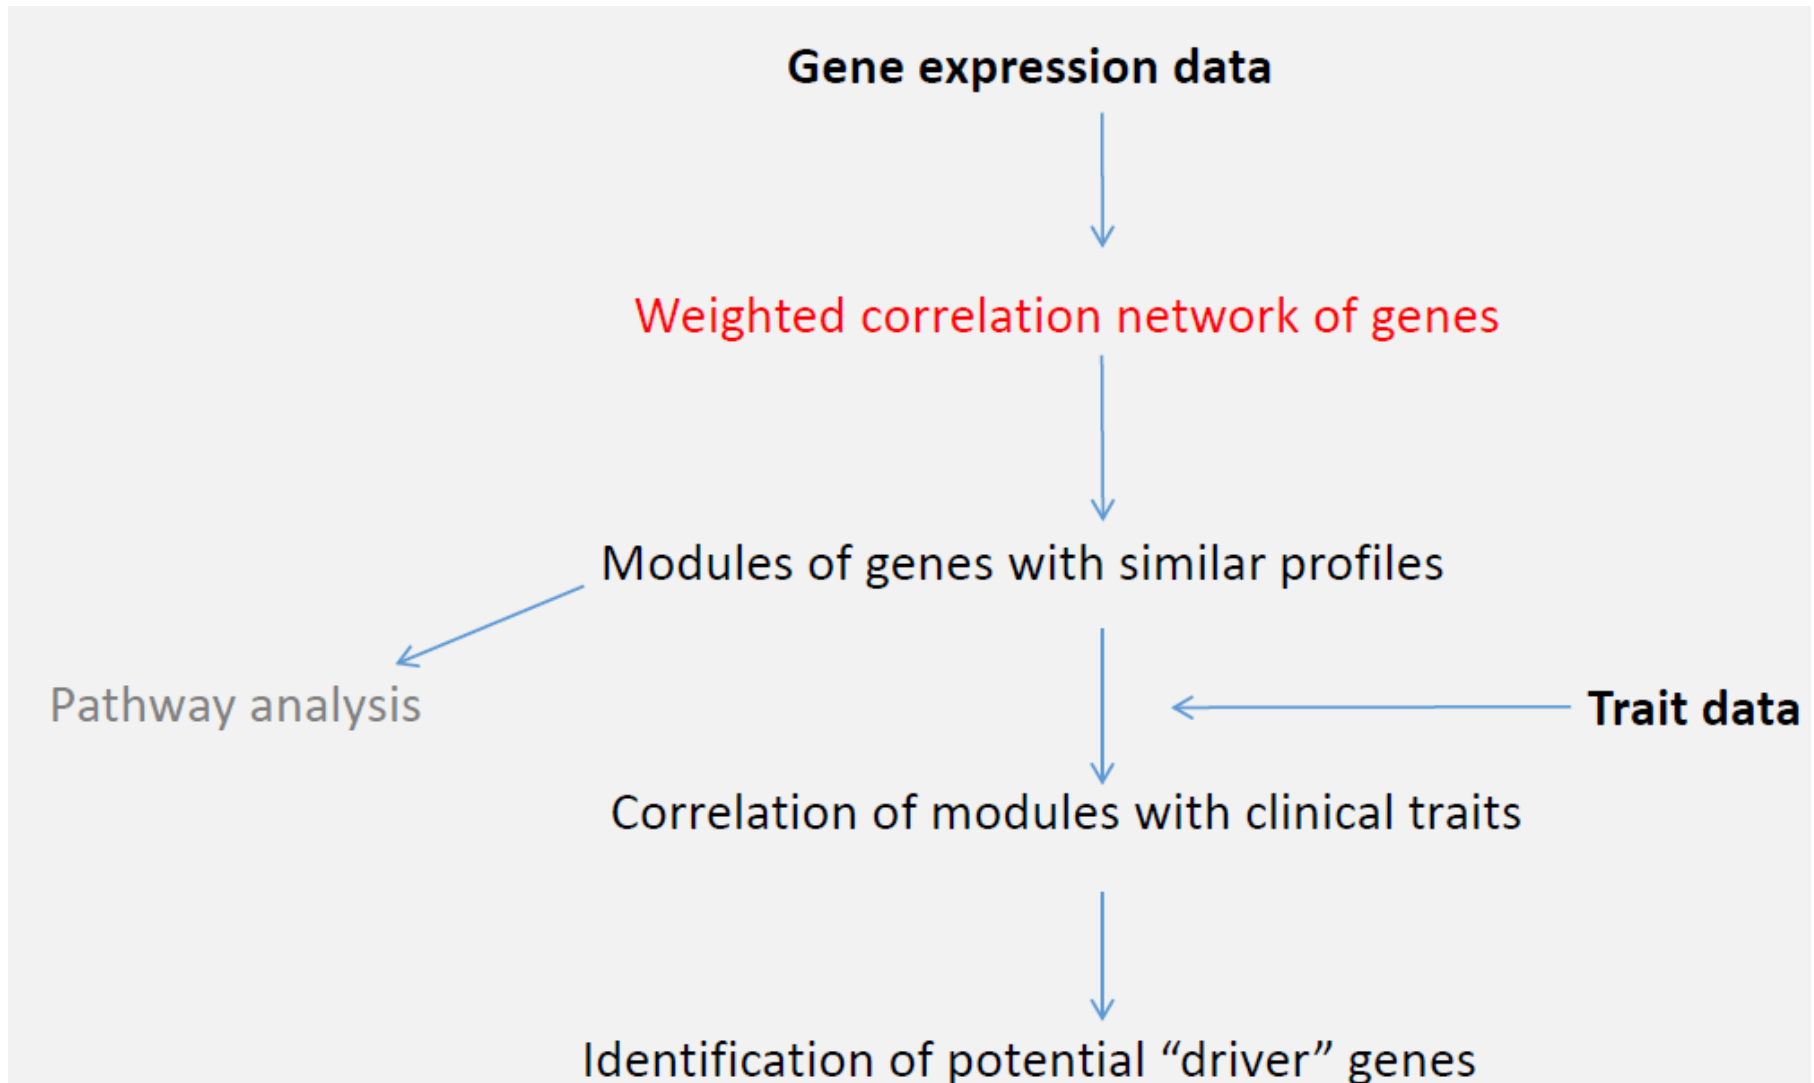 Gene expression data
Weighted correlation network of genes
Modules of genes with similar profiles
Pathway analysis
Trait data
Correlation of modules with clinical traits
Identification of potential “driver” genes